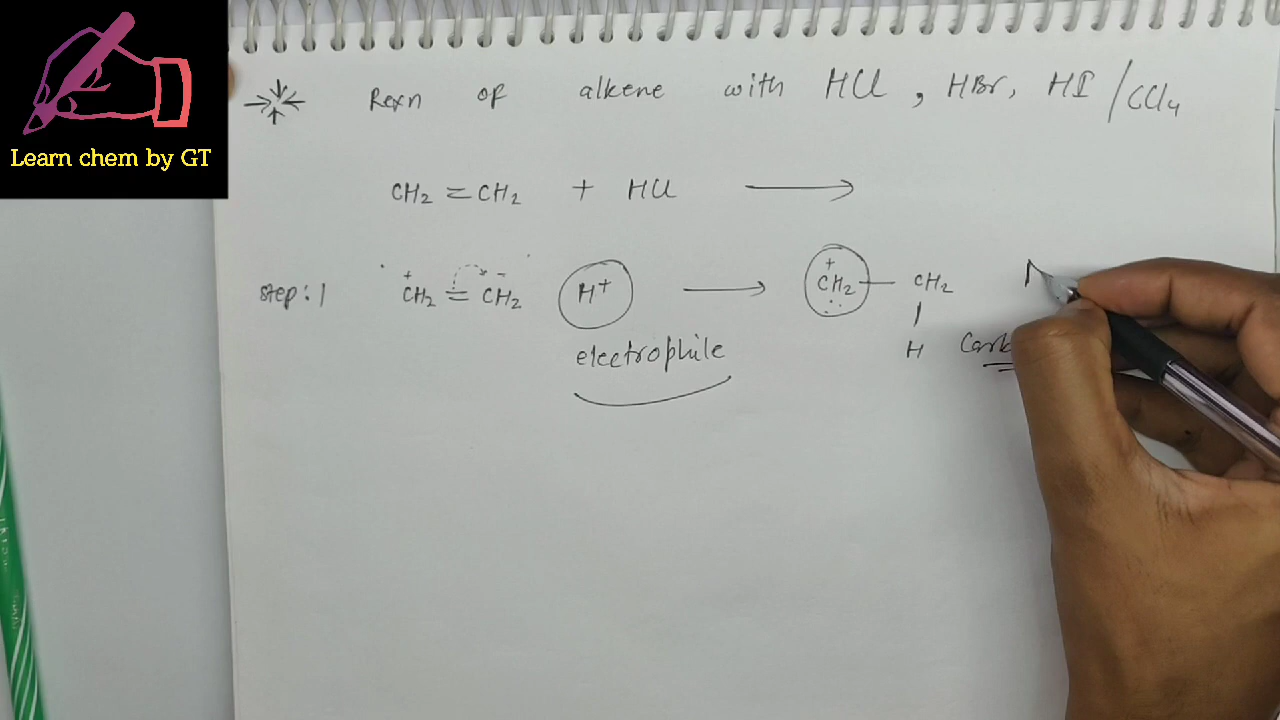 Learn chem by GT
Rexn of alkene with HCl, HBr, HI /CCl4
CH2=CH2 + HCl →
step:1 +CH2=CH2- H+ → +CH2—CH2
H
electrophile